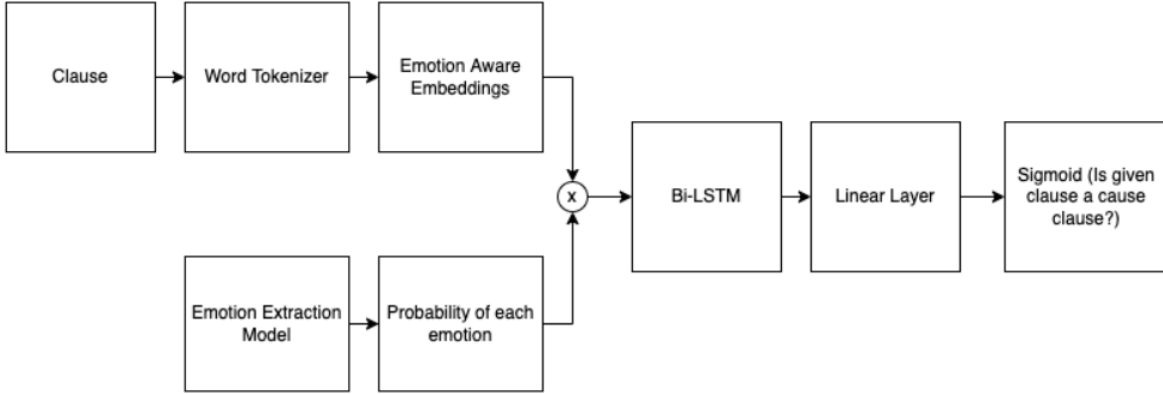 Clause
Word Tokenizer
Emotion Aware
Embeddings
x
Bi-LSTM
Linear Layer
Sigmoid (Is given
clause a cause
clause?)
Emotion Extraction
Model
Probability of each
emotion